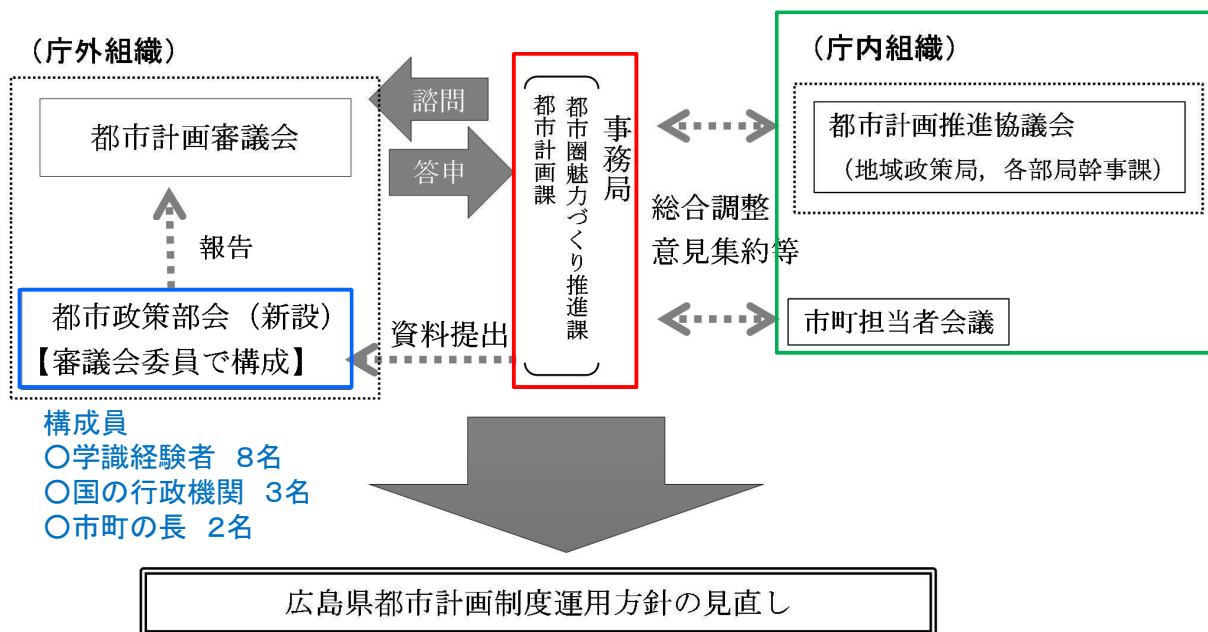 （庁外組織）
都市計画審議会
報告
都市政策部会（新設）
【審議会委員で構成】
構成員
〇学識経験者 8名
〇国の行政機関 3名
〇市町の長 2名
諮問
答申
資料提出
事務局
都市圏魅力づくり推進課
都市計画課
総合調整
意見集約等
（庁内組織）
都市計画推進協議会
（地域政策局，各部局幹事課）
市町担当者会議
広島県都市計画制度運用方針の見直し